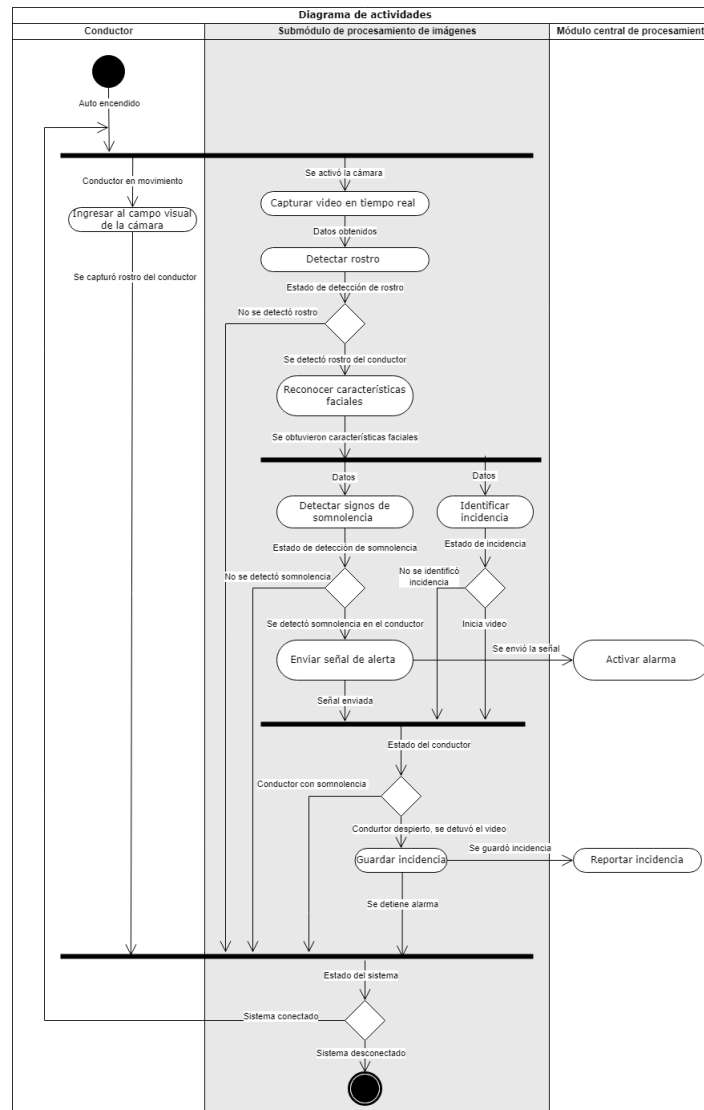 Diagrama de actividades
Conductor
Submódulo de procesamiento de imágenes
Módulo central de procesamient
Auto encendido
Conductor en movimiento
Se activó la cámara
Ingresar al campo visual
de la cámara
Capturar video en tiempo real
Datos obtenidos
Detectar rostro
Se capturó rostro del conductor
Estado de detección de rostro
No se detectó rostro
Se detectó rostro del conductor
Reconocer características
faciales
Se obtuvieron características faciales
Datos
Datos
Detectar signos de
somnolencia
Identificar
incidencia
Estado de detección de somnolencia
Estado de incidencia
No se detectó somnolencia
No se identificó
incidencia
Se detectó somnolencia en el conductor
Inicia video
Enviar señal de alerta
Se envió la señal
Activar alarma
Señal enviada
Estado del conductor
Conductor con somnolencia
Condurtor despierto, se detuvó el video
Guardar incidencia
Se guardó incidencia
Reportar incidencia
Se detiene alarma
Estado del sistema
Sistema conectado
Sistema desconectado